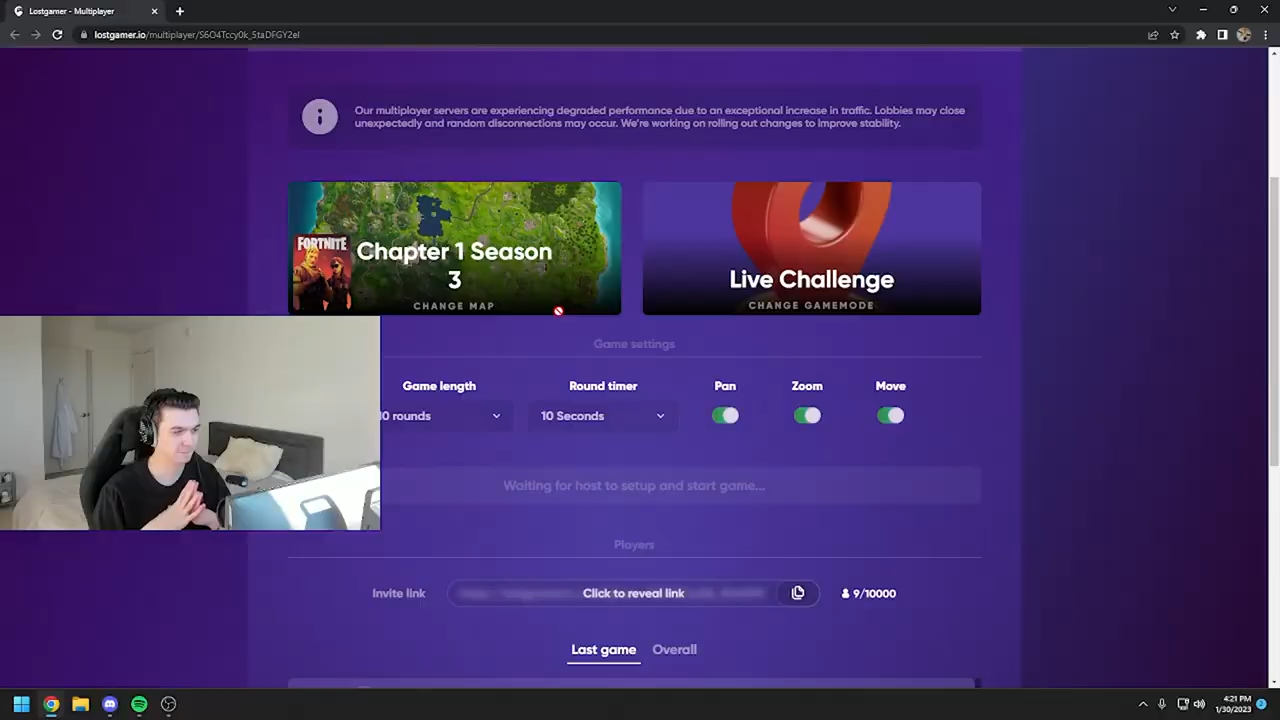 Lostgamer - Multiplayer
lostgamer.io/multiplayer/S6O4Tccy0k_5taDFGY2eI
Our multiplayer servers are experiencing degraded performance due to an exceptional increase in traffic. Lobbies may close
unexpectedly and random disconnections may occur. We're working on rolling out changes to improve stability.
FORTNITE
Chapter 1 Season
3
CHANGE MAP
Live Challenge
CHANGE GAMEMODE
Game settings
Game length
Round timer
Pan
Zoom
Move
10 rounds
10 Seconds
Waiting for host to setup and start game...
Players
Invite link
Click to reveal link
9/10000
Last game
Overall
4:21 PM
1/30/2023